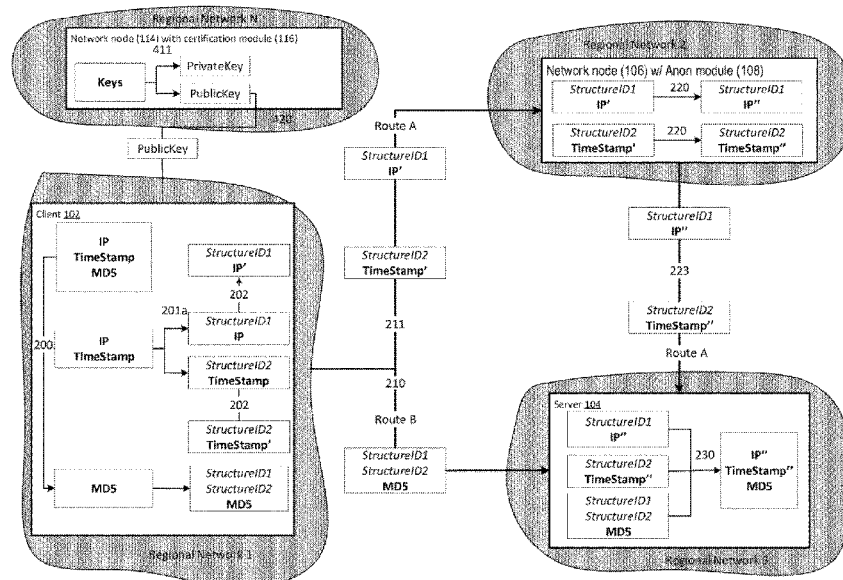 Regional Network N
Network node (114) with certification module (116)
411
Keys
PrivateKey
PublicKey
120
PublicKey
Client 102
IP
TimeStamp
MD5
StructureID1
IP'
202
200
IP
TimeStamp
201a
StructureID1
IP
StructureID2
TimeStamp
202
StructureID2
TimeStamp'
MD5
StructureID1
StructureID2
MD5
Regional Network 1
Route A
StructureID1
IP'
StructureID2
TimeStamp'
211
210
Route B
StructureID1
StructureID2
MD5
Regional Network 2
Network node (106) w/ Anon module (108)
StructureID1
IP'
220
StructureID1
IP''
StructureID2
TimeStamp'
220
StructureID2
TimeStamp''
StructureID1
IP''
223
StructureID2
TimeStamp''
Route A
Server 104
StructureID1
IP''
StructureID2
TimeStamp''
StructureID1
StructureID2
MD5
230
IP''
TimeStamp''
MD5
Regional Network 3